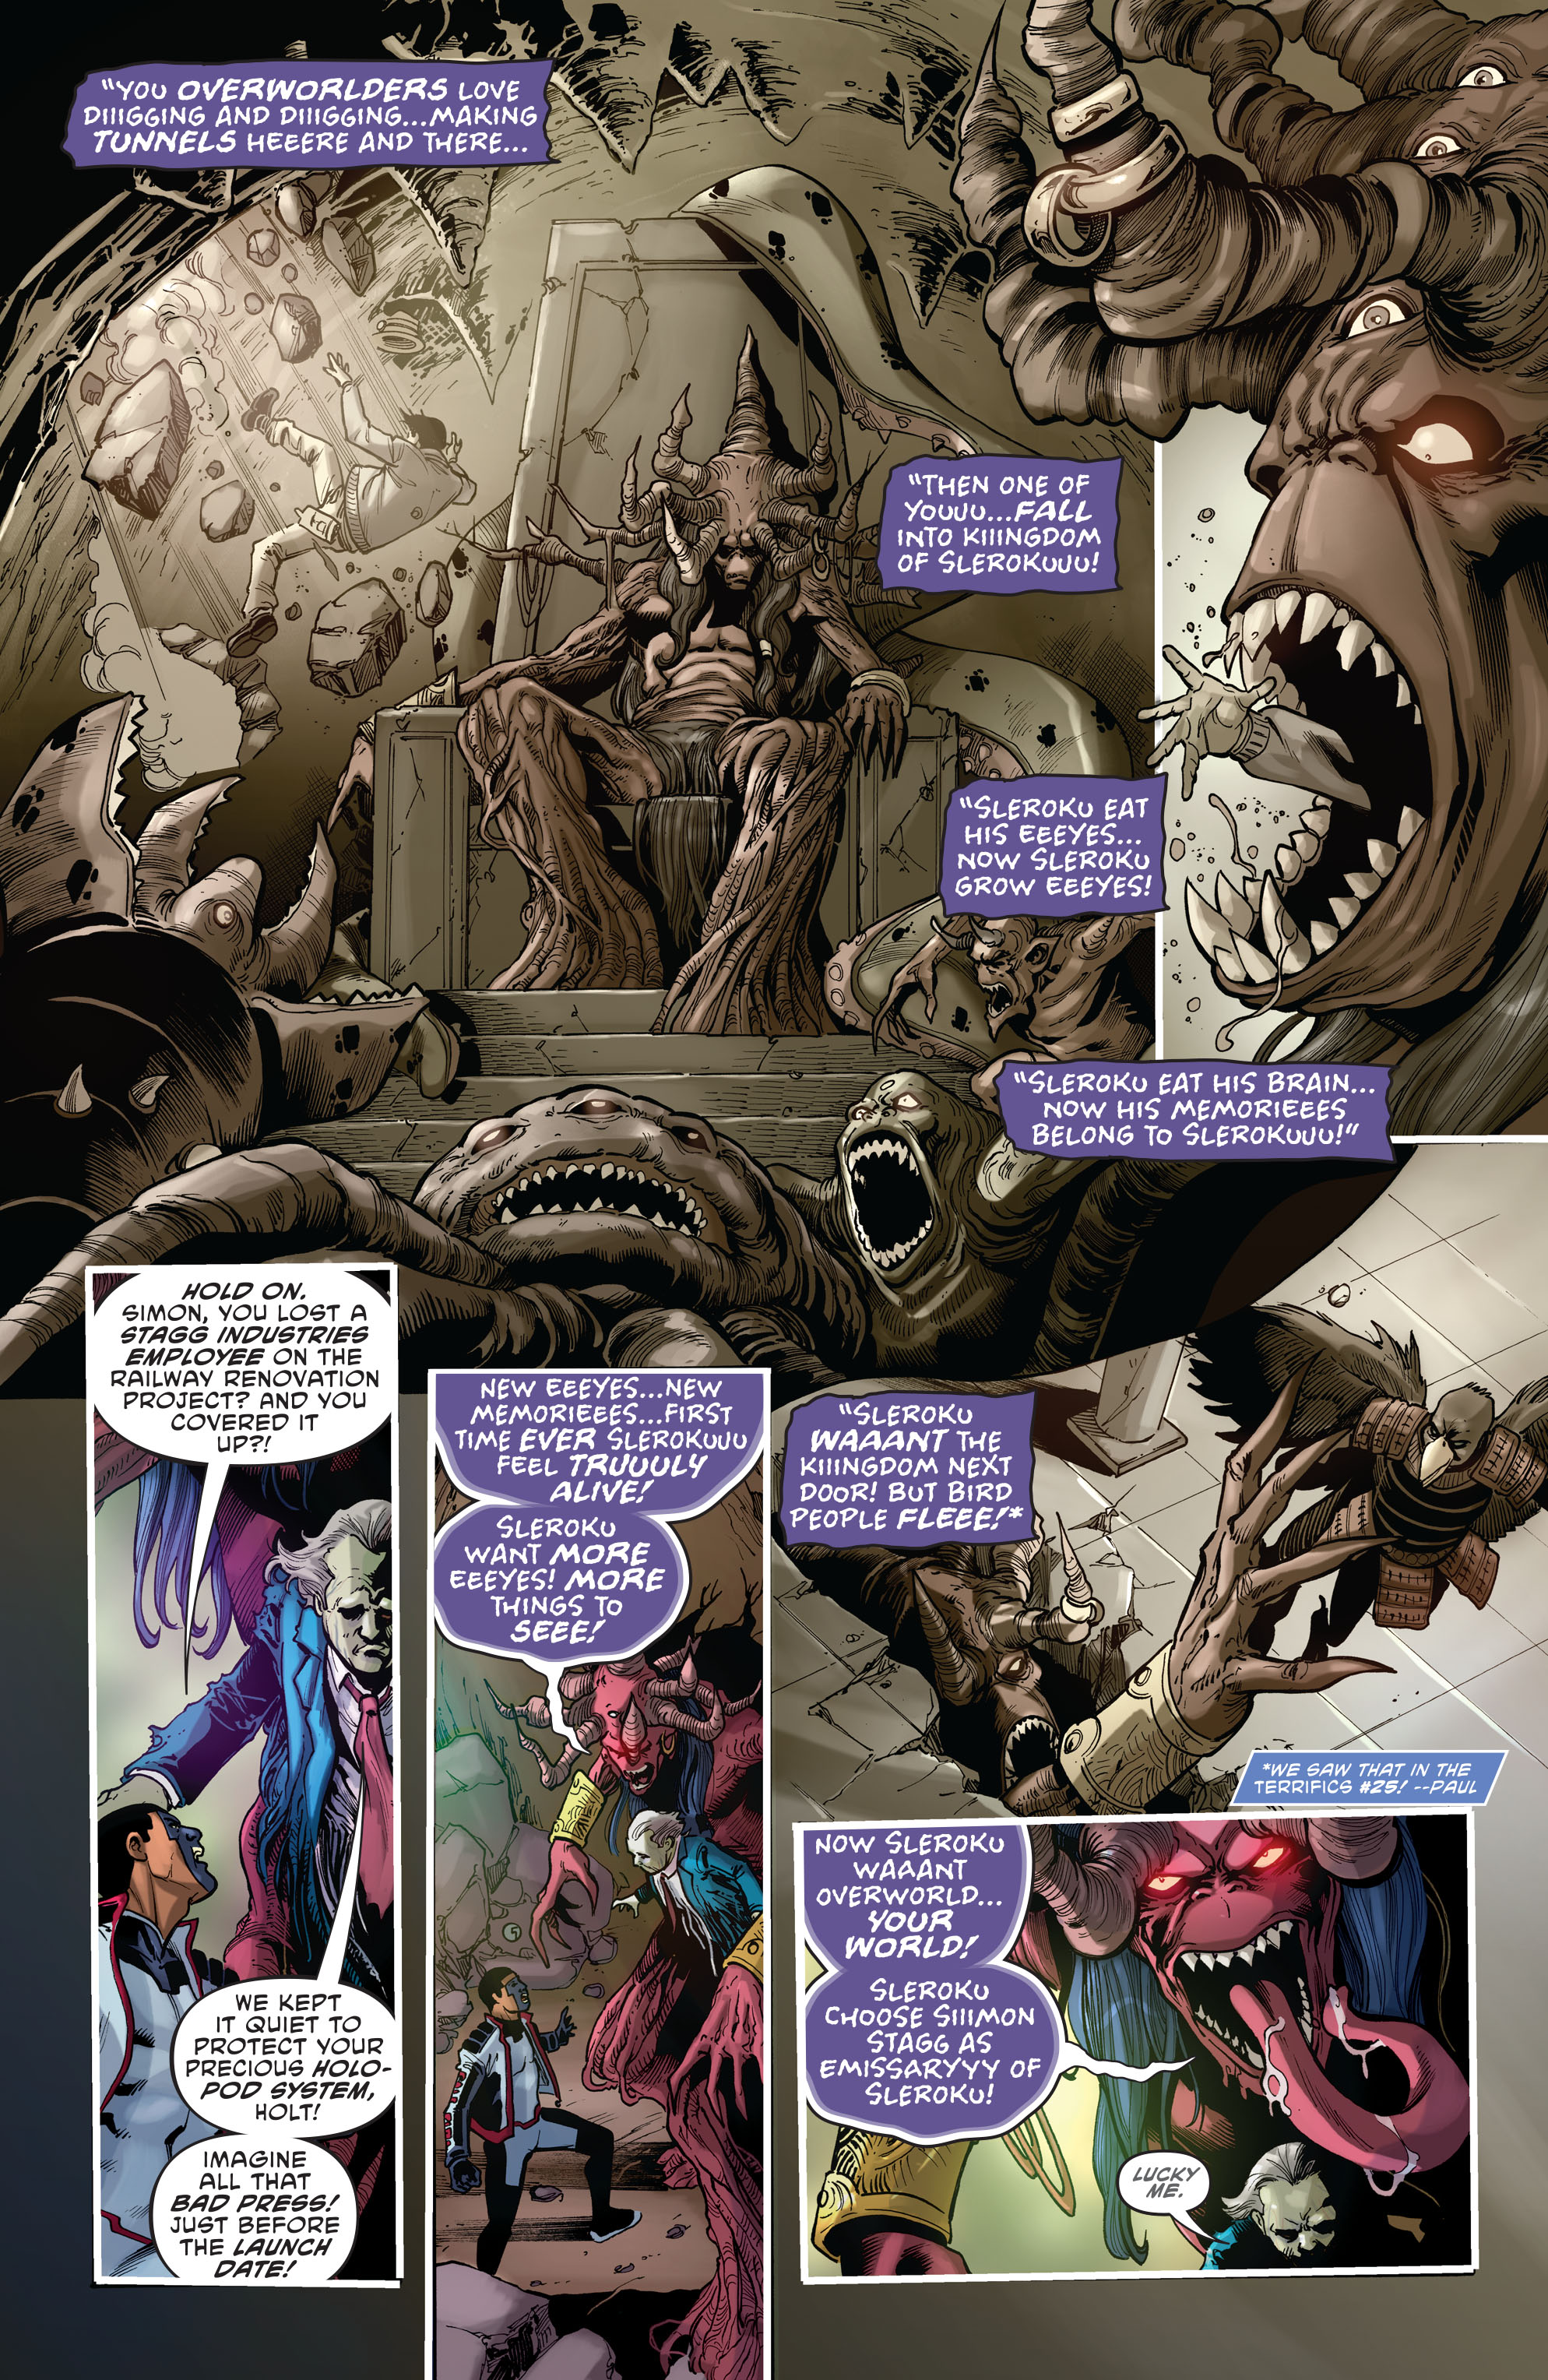 "YOU OVERWORLDERS LOVE
DIIIGGING AND DIIIGGING...MAKING
TUNNELS HEEERE AND THERE...
"THEN ONE OF
YOUUU...FALL
INTO KIIINGDOM
OF SLEROKUUU!
"SLEROKU EAT
HIS EEEYES...
NOW SLEROKU
GROW EEEYES!
"SLEROKU EAT HIS BRAIN...
NOW HIS MEMORIEEES
BELONG TO SLEROKUUU!"
HOLD ON.
SIMON, YOU LOST A
STAGG INDUSTRIES
EMPLOYEE ON THE
RAILWAY RENOVATION
PROJECT? AND YOU
COVERED IT
UP?!
WE KEPT
IT QUIET TO
PROTECT YOUR
PRECIOUS HOLO-
POD SYSTEM,
HOLT!
IMAGINE
ALL THAT
BAD PRESS!
JUST BEFORE
THE LAUNCH
DATE!
NEW EEEYES...NEW
MEMORIEEES...FIRST
TIME EVER SLEROKUUU
FEEL TRUUULY
ALIVE!
SLEROKU
WANT MORE
EEEYES! MORE
THINGS TO
SEEE!
"SLEROKU
WAAANT THE
KIIINGDOM NEXT
DOOR! BUT BIRD
PEOPLE FLEEE!*
*WE SAW THAT IN THE
TERRIFICS #25! --PAUL
NOW SLEROKU
WAAANT
OVERWORLD...
YOUR
WORLD!
SLEROKU
CHOOSE SIIIMON
STAGG AS
EMISSARYYY OF
SLEROKU!
LUCKY
ME.